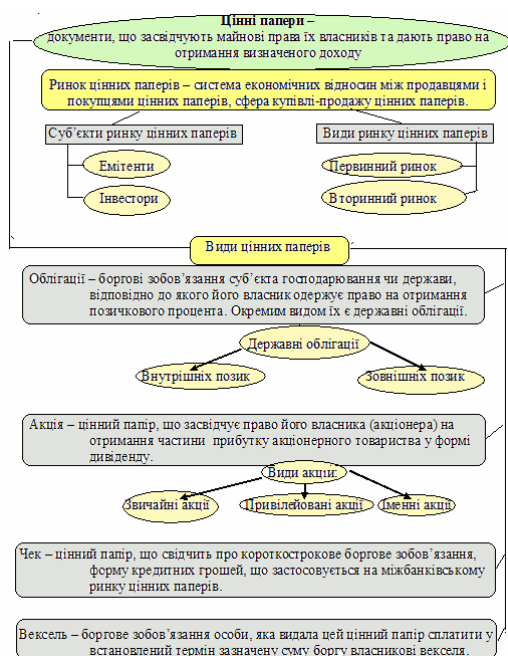 Цінні папери –
документи, що засвідчують майнові права їх власників та дають право на
отримання визначеного доходу
Ринок цінних паперів – система економічних відносин між продавцями і
покупцями цінних паперів, сфера купівлі-продажу цінних паперів.
Суб’єкти ринку цінних паперів
Види ринку цінних паперів
Емітенти
Первинний ринок
Інвестори
Вторинний ринок
Види цінних паперів
Облігації – боргові зобов’язання суб’єкта господарювання чи держави,
відповідно до якого його власник одержує право на отримання
позичкового процента. Окремим видом їх є державні облігації.
Державні облігації
Внутрішніх позик
Зовнішніх позик
Акція – цінний папір, що засвідчує право його власника (акціонера) на
отримання частини прибутку акціонерного товариства у формі
дивіденду.
Види акцій:
Звичайні акції
Привілейовані акції
Іменні акції
Чек – цінний папір, що свідчить про короткострокове боргове зобов’язання,
форму кредитних грошей, що застосовується на міжбанківському
ринку цінних паперів.
Вексель – боргове зобов’язання особи, яка видала цей цінний папір сплатити у
встановлений термін зазначену суму боргу власникові векселя.